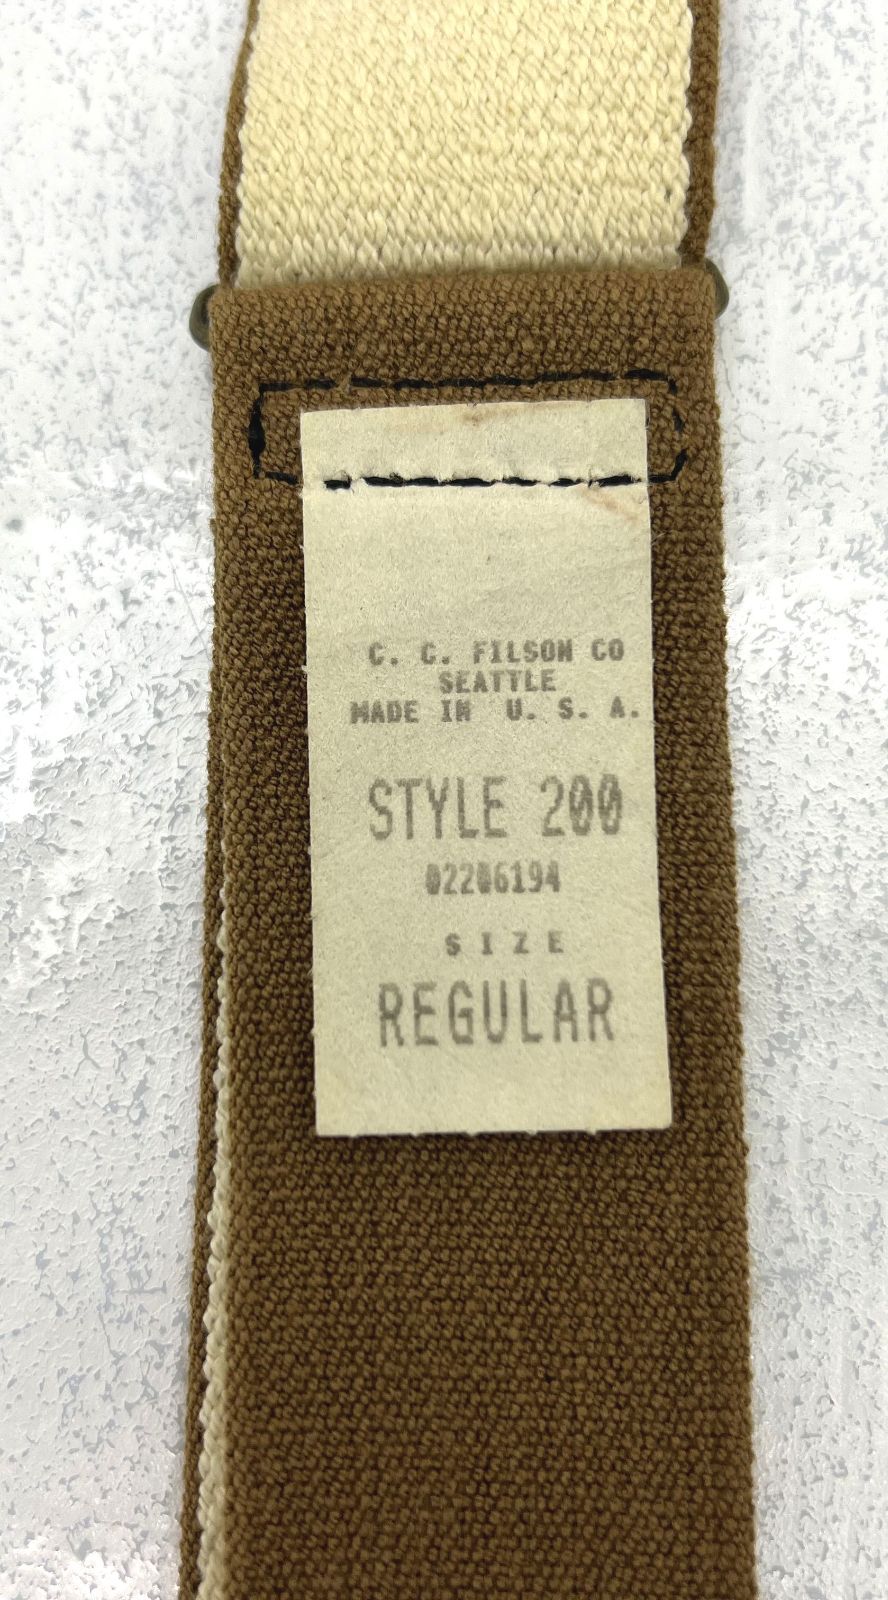 C. C. FILSON CO
SEATTLE
MADE IN U. S. A.
STYLE 200
02206194
SIZE
REGULAR